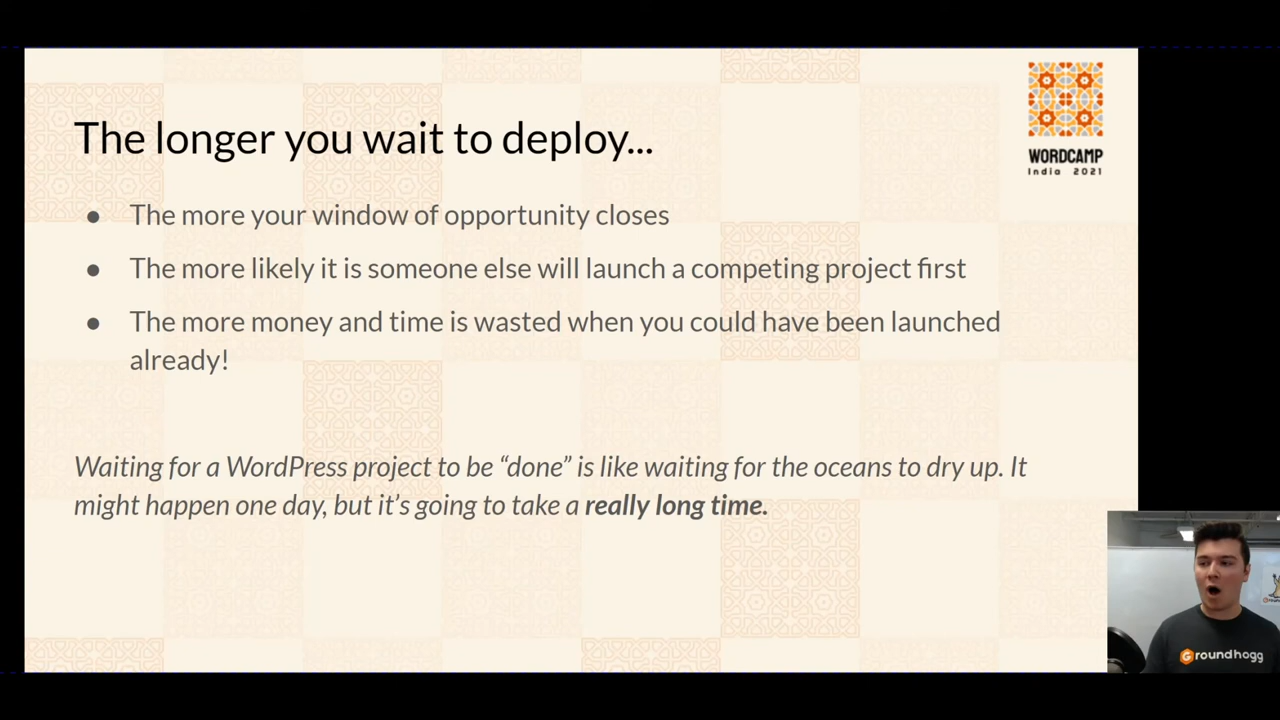 WORDCAMP
India 2021
The longer you wait to deploy...
● The more your window of opportunity closes
● The more likely it is someone else will launch a competing project first
● The more money and time is wasted when you could have been launched
already!
Waiting for a WordPress project to be “done” is like waiting for the oceans to dry up. It
might happen one day, but it’s going to take a really long time.
Groundhogg